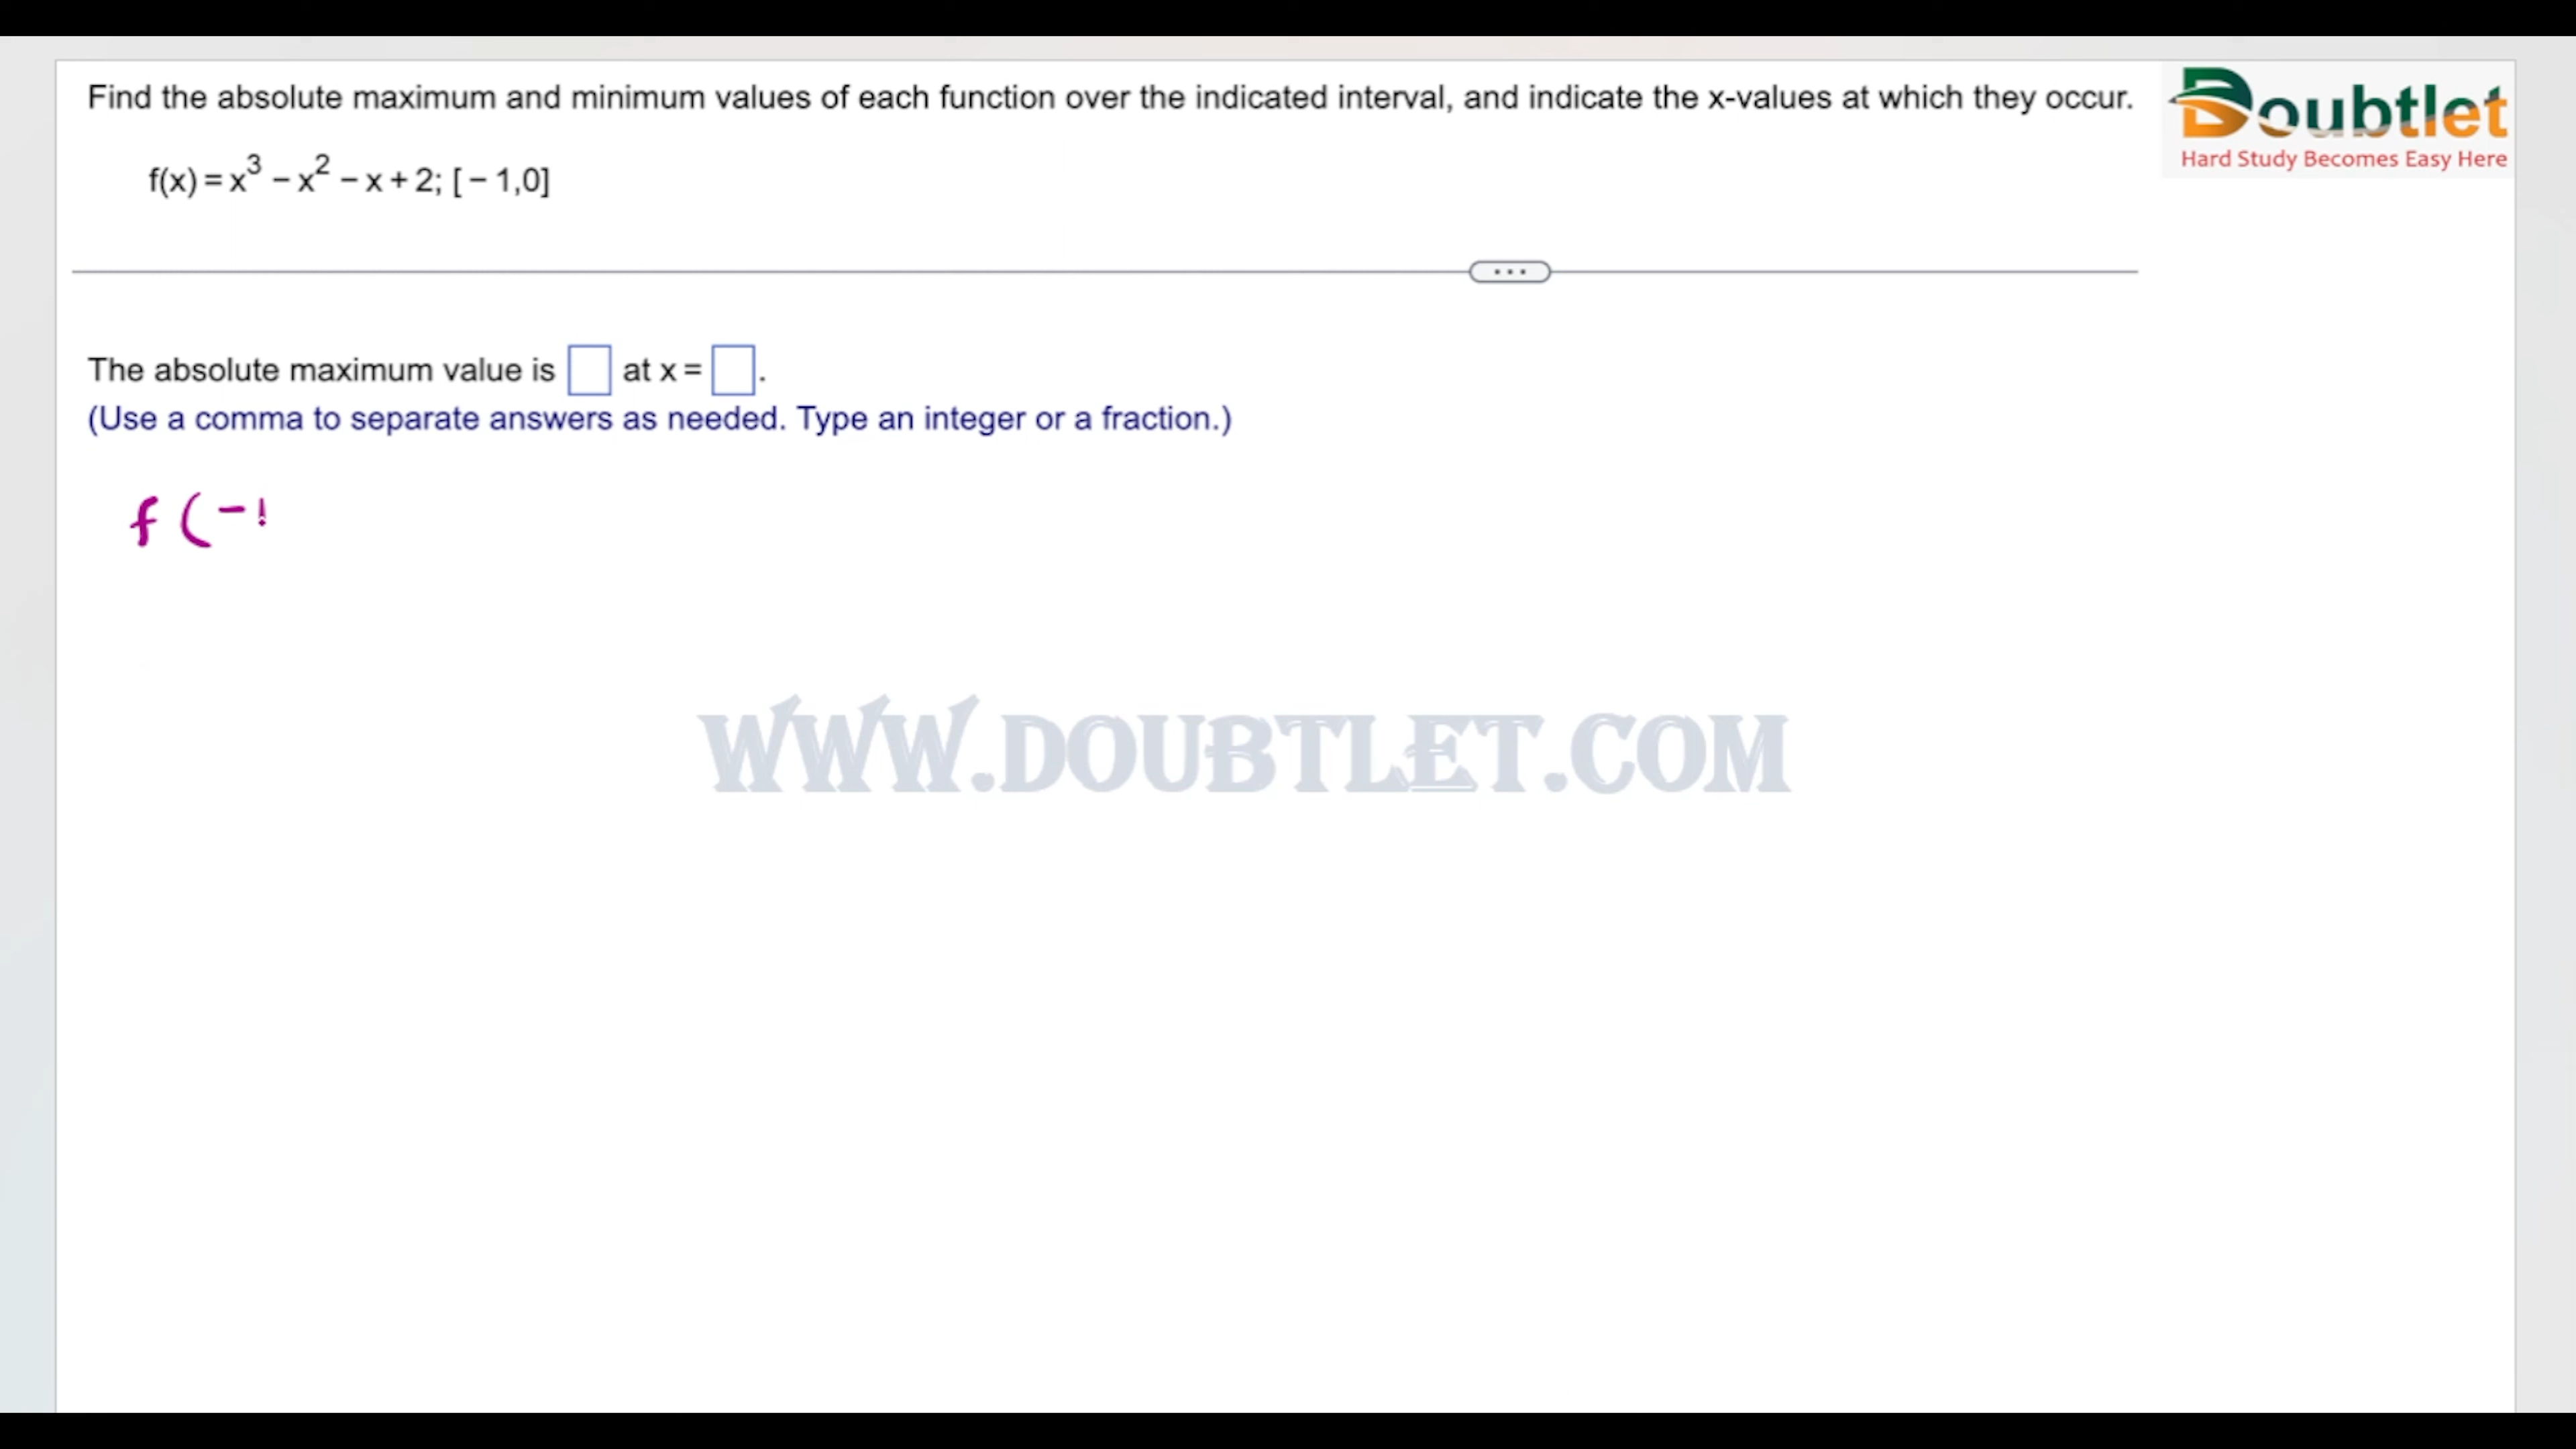 Find the absolute maximum and minimum values of each function over the indicated interval, and indicate the x-values at which they occur.
Doubtlet
Hard Study Becomes Easy Here
f(x) = x³ − x² − x + 2; [ − 1,0]
The absolute maximum value is □ at x = □.
(Use a comma to separate answers as needed. Type an integer or a fraction.)
f (-1
WWW.DOUBTLET.COM